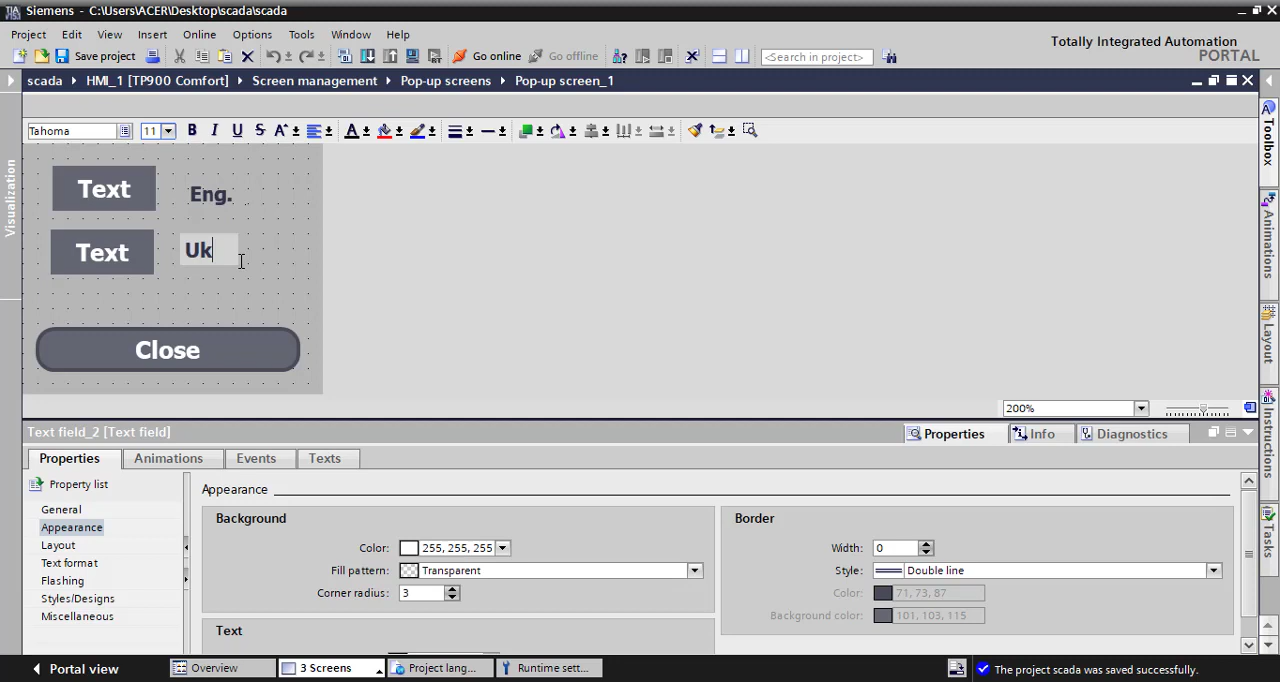 Siemens - C:\Users\ACER\Desktop\scada\scada
Project Edit View Insert Online Options Tools Window Help
Totally Integrated Automation
PORTAL
Save project Go online Go offline <Search in project>
scada HMI_1 [TP900 Comfort] Screen management Pop-up screens Pop-up screen_1
Tahoma 11 B I U S A A
Visualization
Text Eng.
Text Uk
Close
200%
Toolbox
Animations
Layout
Instructions
Tasks
Text field_2 [Text field] Properties Info Diagnostics
Properties Animations Events Texts
Property list
General
Appearance
Layout
Text format
Flashing
Styles/Designs
Miscellaneous
Appearance
Background
Color: 255, 255, 255
Fill pattern: Transparent
Corner radius: 3
Text
Border
Width: 0
Style: Double line
Color: 71, 73, 87
Background color: 101, 103, 115
Portal view Overview 3 Screens Project lang... Runtime sett... The project scada was saved successfully.